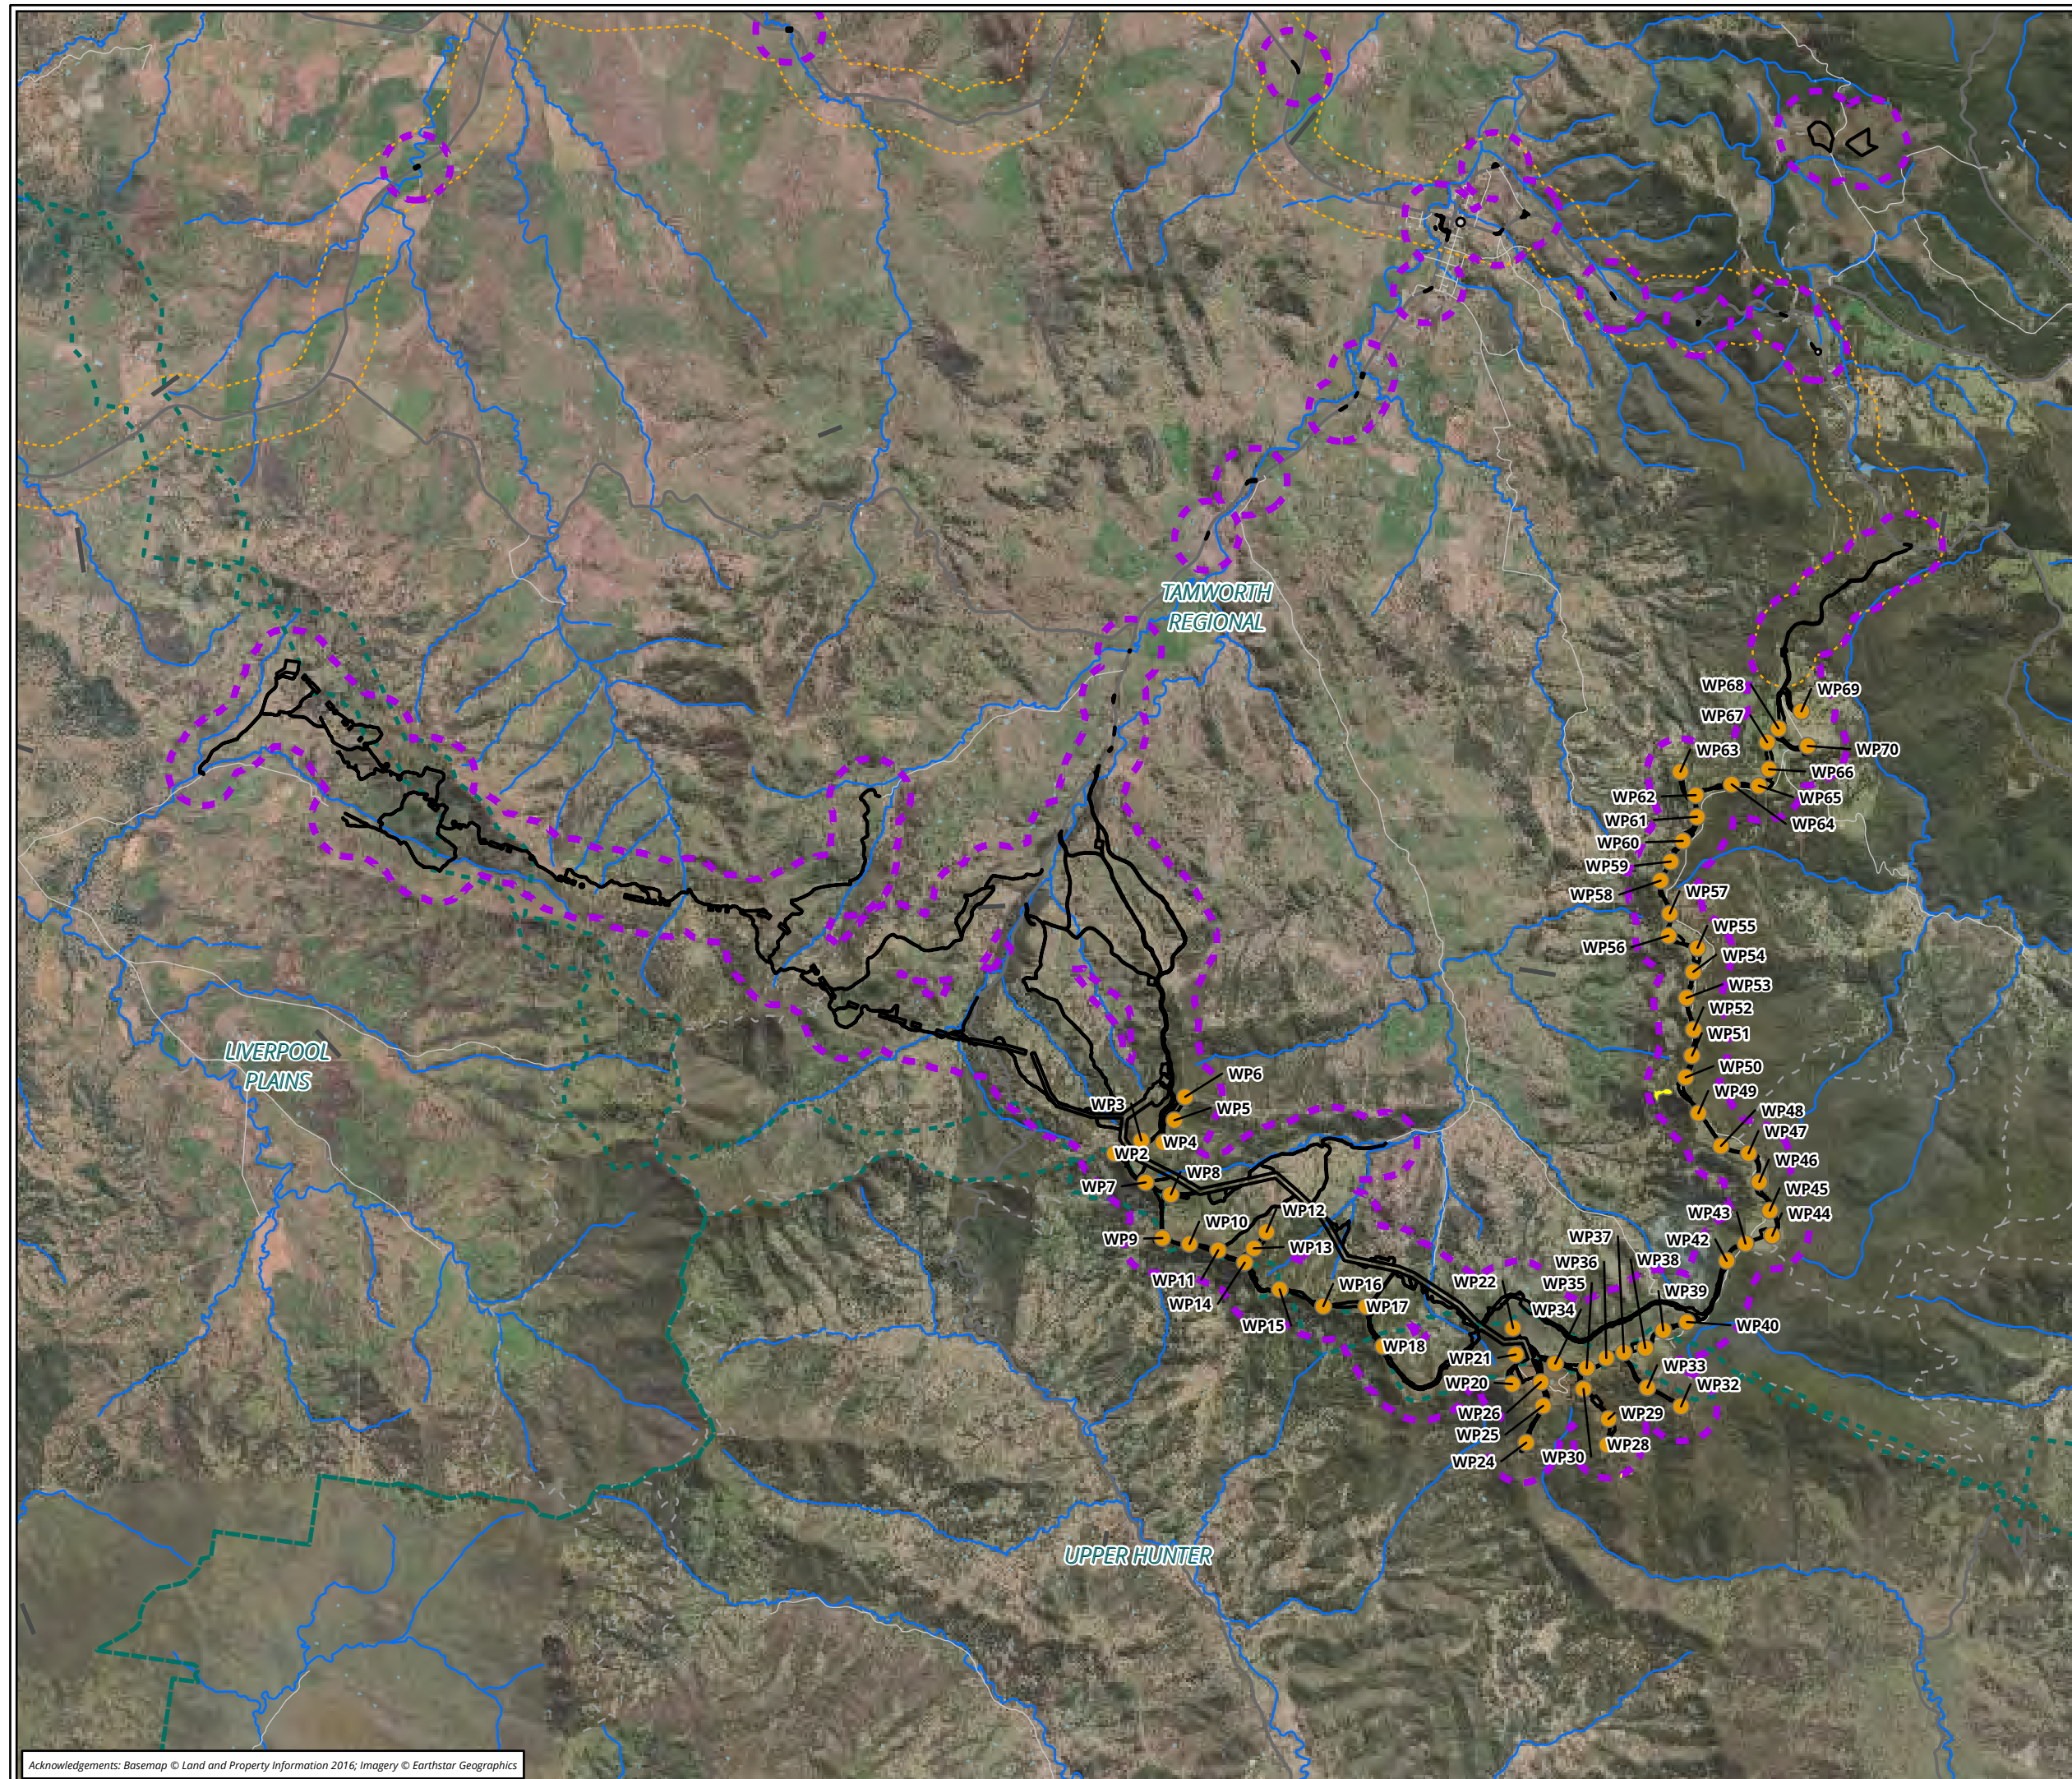 TAMWORTH
REGIONAL
WP68
WP69
WP67
WP63
WP70
WP66
WP62
WP65
WP61
WP64
WP60
WP59
WP58
WP57
WP55
WP56
WP54
WP53
WP52
WP51
LIVERPOOL
PLAINS
WP50
WP6
WP49
WP3
WP5
WP48
WP47
WP4
WP2
WP46
WP8
WP7
WP45
WP12
WP43
WP44
WP10
WP9
WP37
WP42
WP13
WP36
WP38
WP11
WP16
WP22
WP35
WP39
WP14
WP17
WP34
WP15
WP40
WP18
WP21
WP33
WP20
WP32
WP26
WP29
WP25
WP28
WP30
WP24
UPPER HUNTER
Acknowledgements: Basemap © Land and Property Information 2016; Imagery © Earthstar Geographics